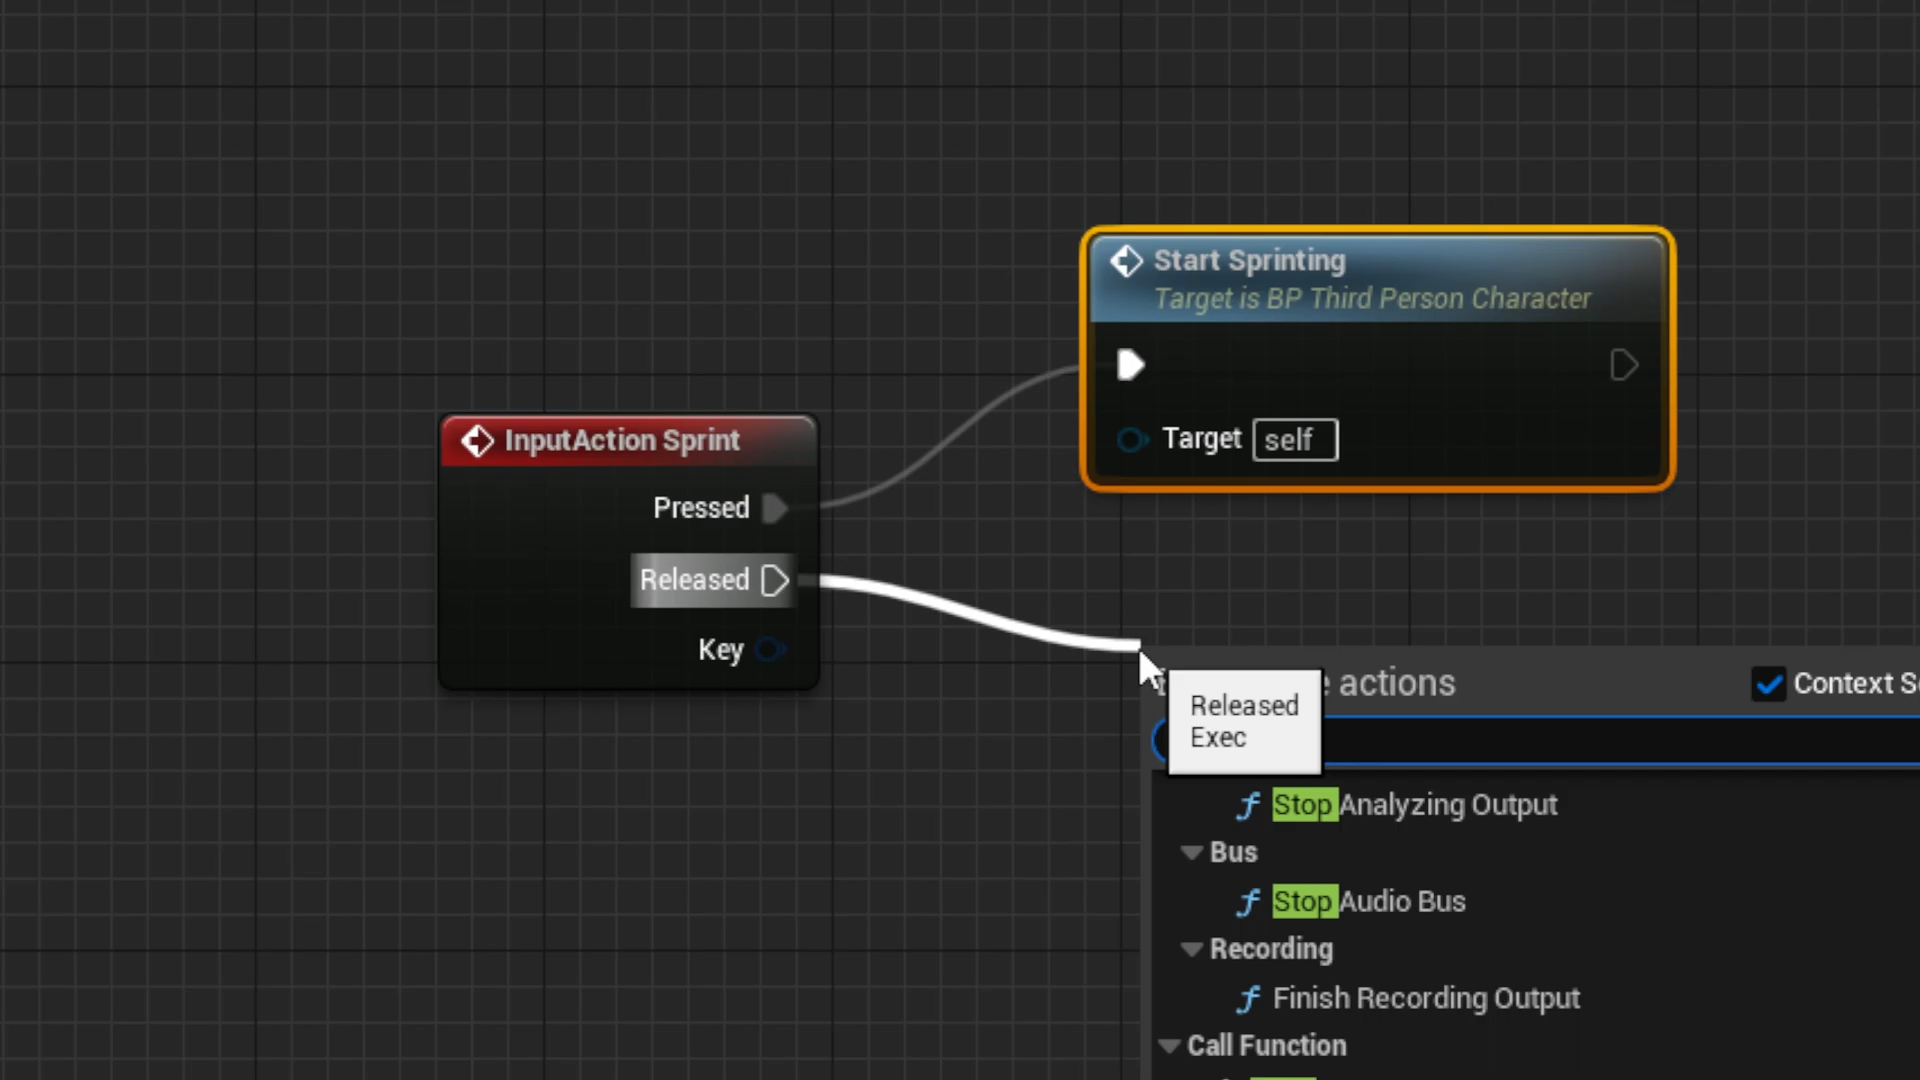 Start Sprinting
Target is BP Third Person Character
Target self
InputAction Sprint
Pressed
Released
Key
actions
Released
Exec
Stop Analyzing Output
Bus
Stop Audio Bus
Recording
Finish Recording Output
Call Function